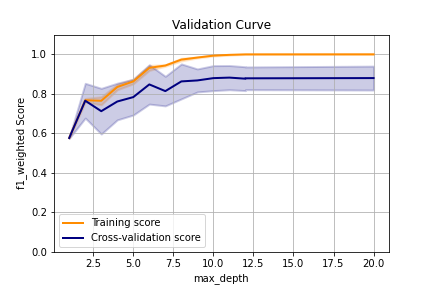 Validation Curve
f1_weighted Score
1.0
0.8
0.6
0.4
0.2
0.0
Training score
Cross-validation score
2.5 5.0 7.5 10.0 12.5 15.0 17.5 20.0
max_depth